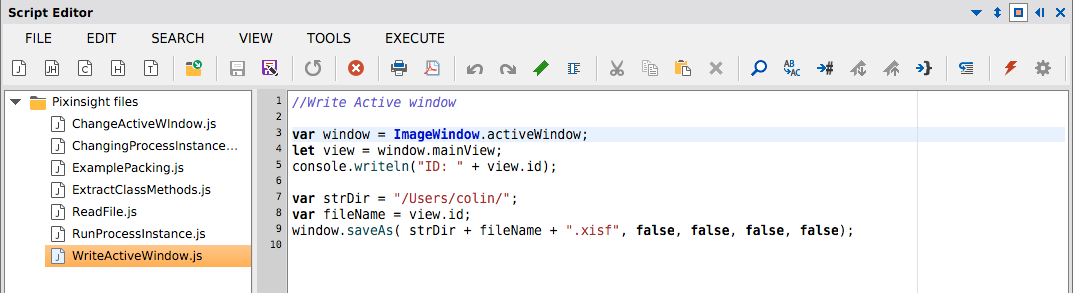 Script Editor
FILE EDIT SEARCH VIEW TOOLS EXECUTE
J JH C H T AB AC # }
Pixinsight files
J ChangeActiveWIndow.js
J ChangingProcessInstance...
J ExamplePacking.js
J ExtractClassMethods.js
J ReadFile.js
J RunProcessInstance.js
J WriteActiveWindow.js
1 //Write Active window
2
3 var window = ImageWindow.activeWindow;
4 let view = window.mainView;
5 console.writeln("ID: " + view.id);
6
7 var strDir = "/Users/colin/";
8 var fileName = view.id;
9 window.saveAs( strDir + fileName + ".xisf", false, false, false, false);
10